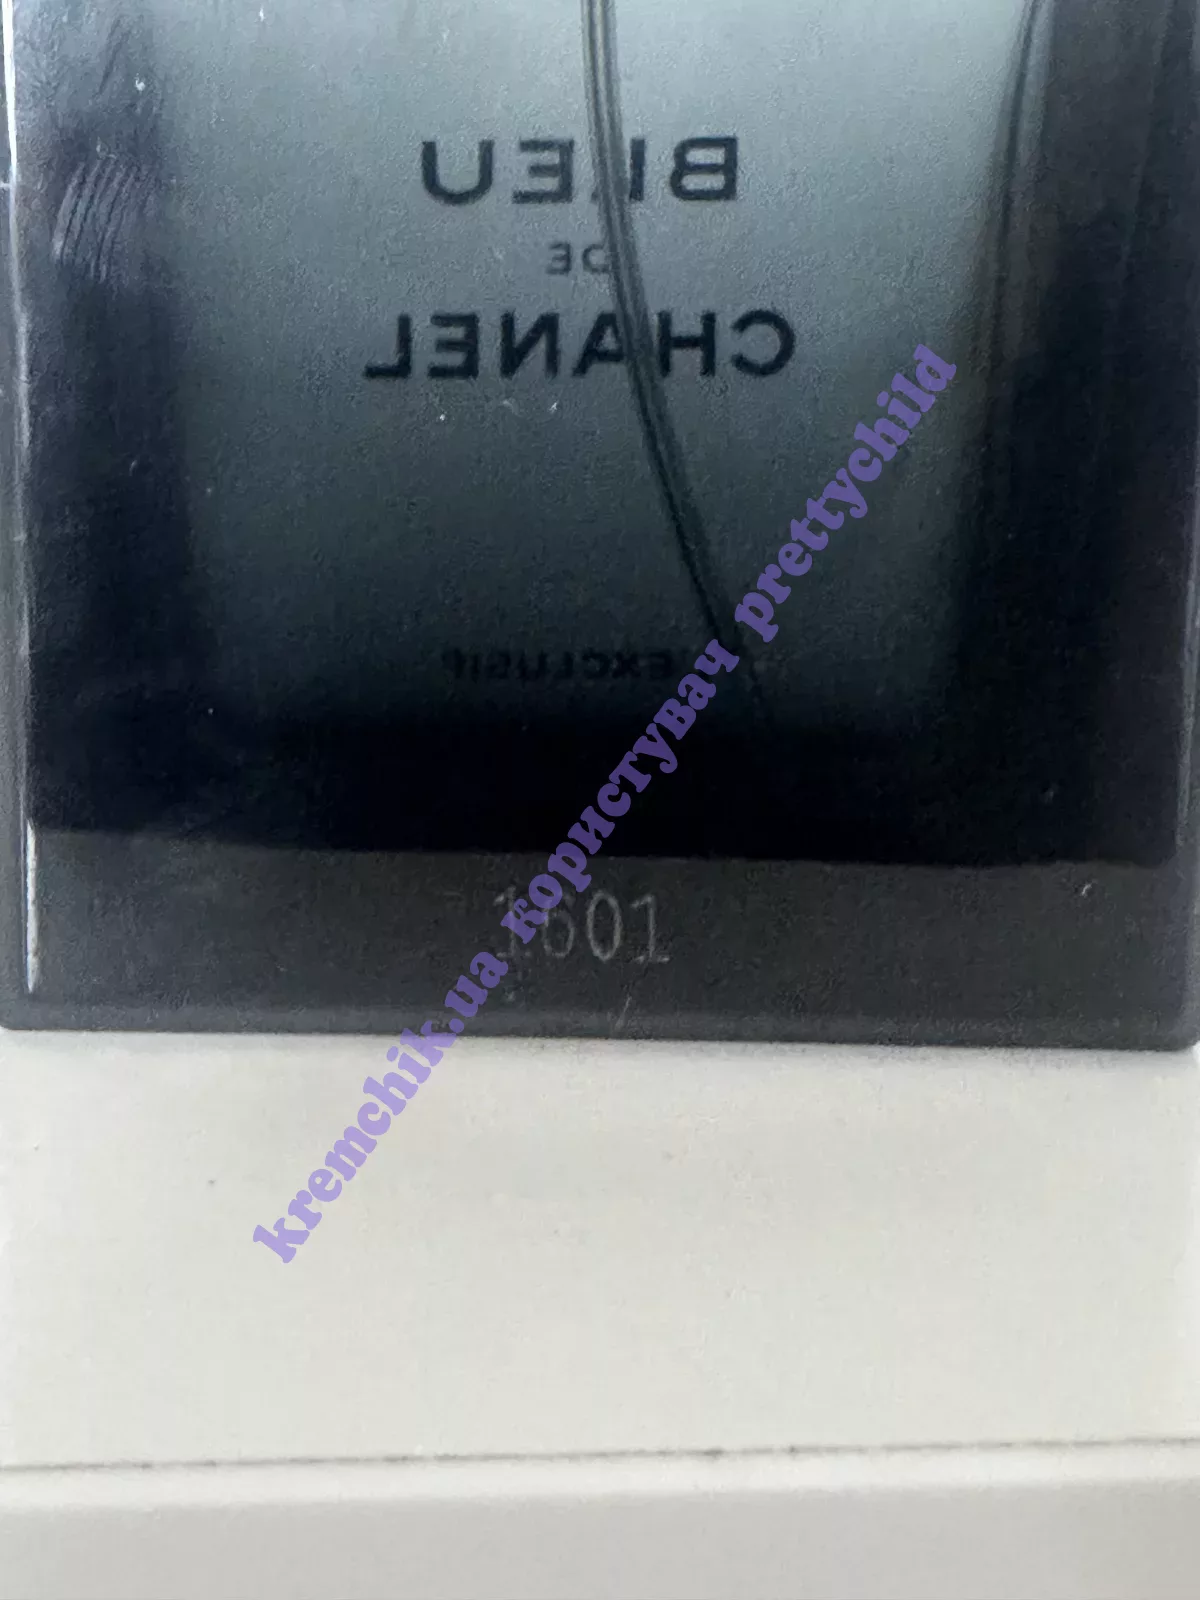 BLEU
DE
CHANEL
EXCLUSIF
1601
kremchik.ua користувач prettychild